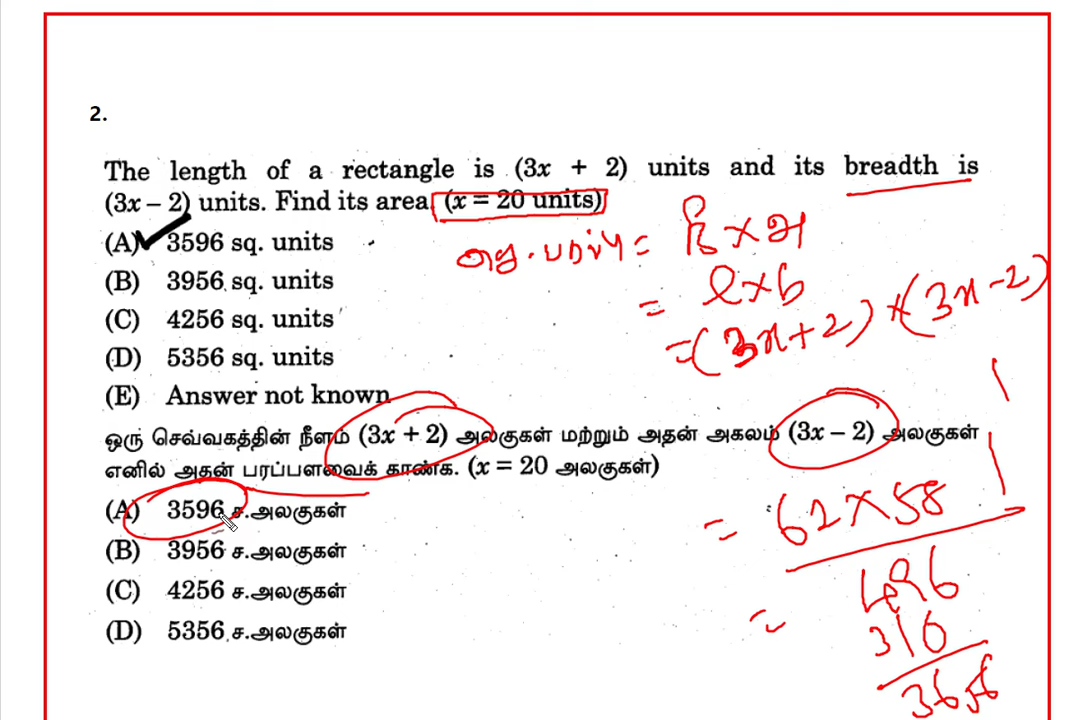 2.
The length of a rectangle is (3x + 2) units and its breadth is
(3x – 2) units. Find its area. (x = 20 units)
(A) 3596 sq. units
(B) 3956 sq. units
(C) 4256 sq. units
(D) 5356 sq. units
(E) Answer not known
= l × b
= (3x + 2) × (3x - 2)
ஒரு செவ்வகத்தின் நீளம் (3x + 2) அலகுகள் மற்றும் அதன் அகலம் (3x – 2) அலகுகள்
எனில் அதன் பரப்பளவைக் காண்க. (x = 20 அலகுகள்)
(A) 3596 ச.அலகுகள்
(B) 3956 ச.அலகுகள்
(C) 4256 ச.அலகுகள்
(D) 5356 ச.அலகுகள்
= 62 × 58
=
310